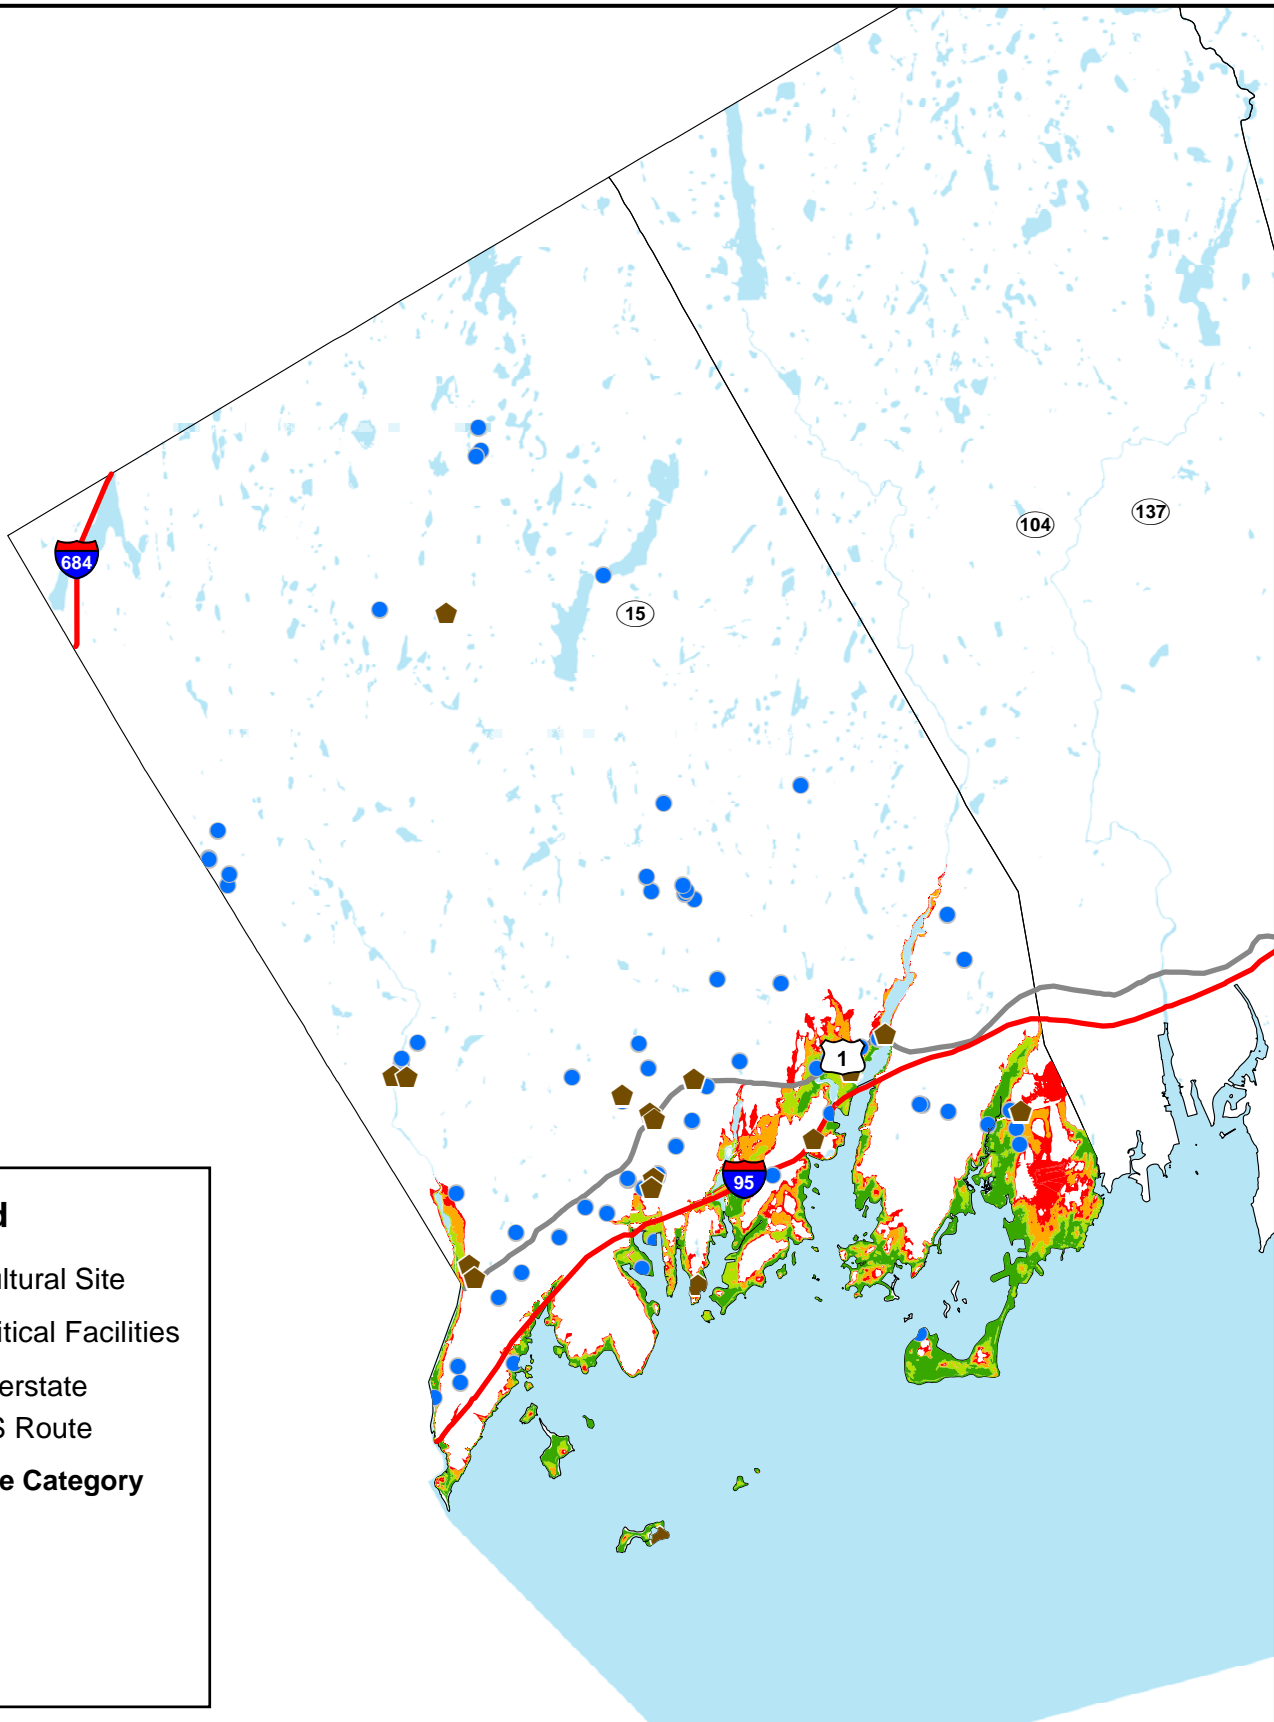 104
137
684
15
1
95
d
ltural Site
itical Facilities
erstate
S Route
e Category